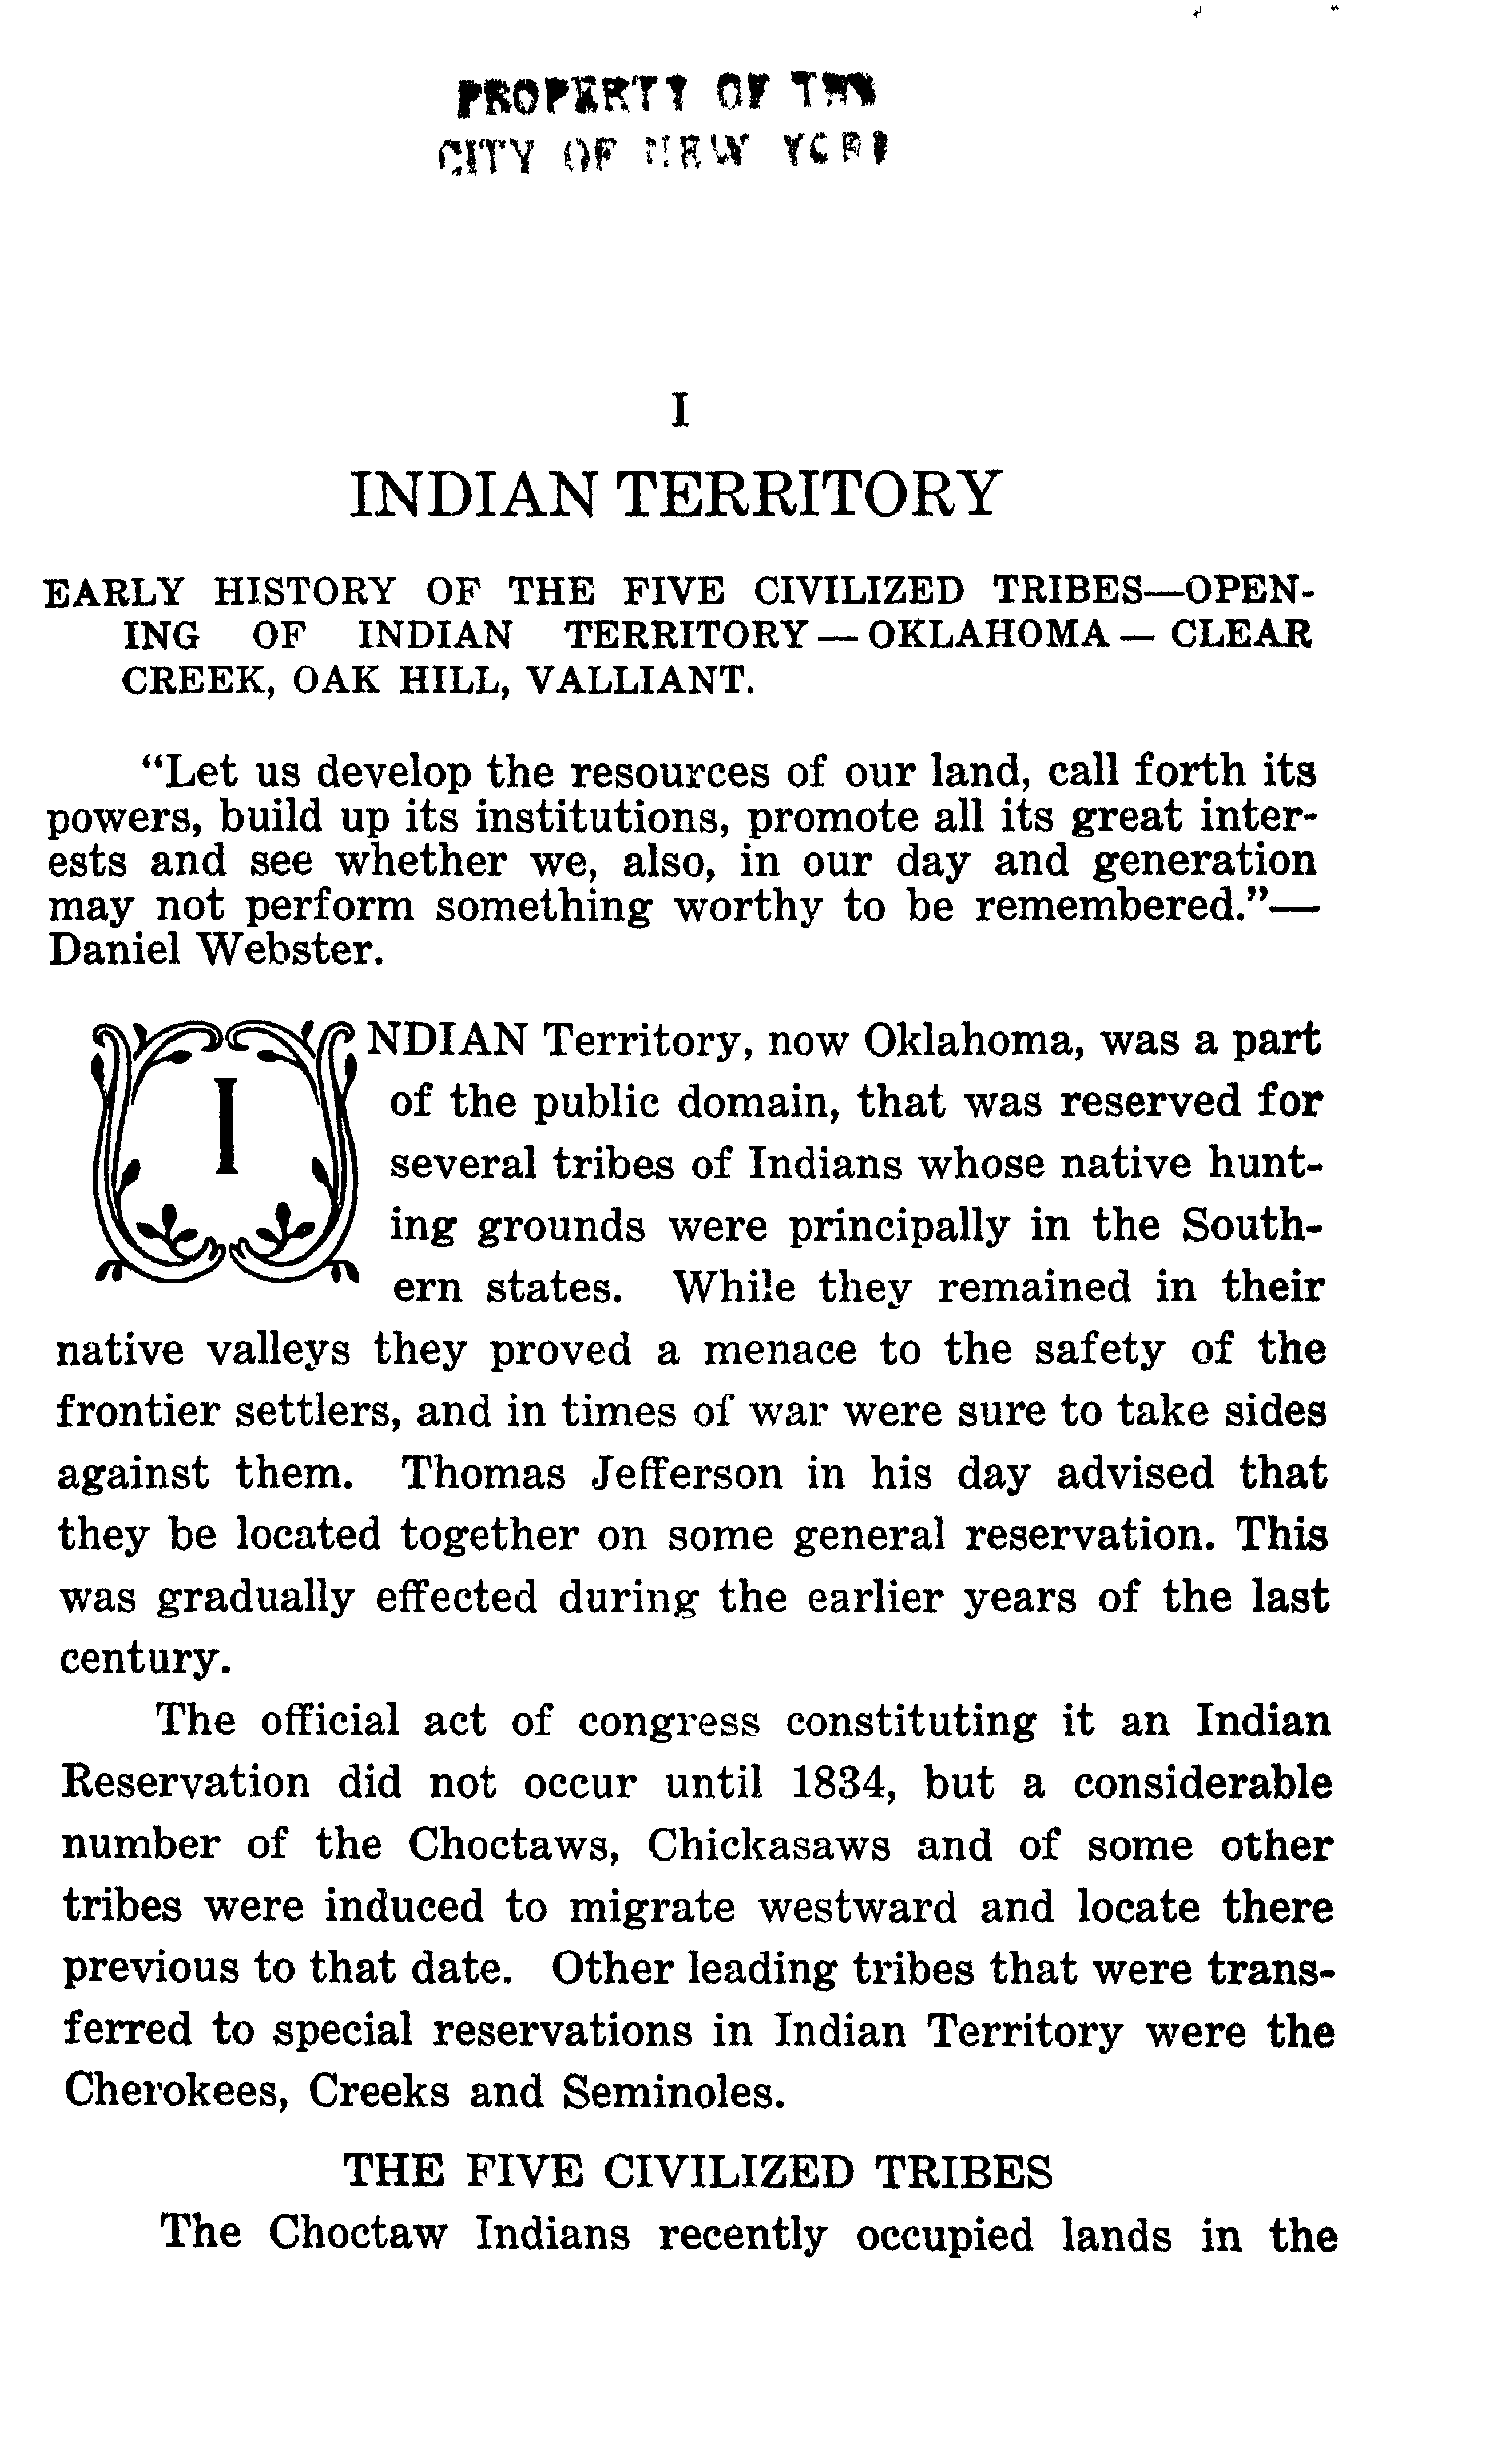 PROPERTY OF THE
CITY OF NEW YORK
I
INDIAN TERRITORY
EARLY HISTORY OF THE FIVE CIVILIZED TRIBES—OPEN-
ING OF INDIAN TERRITORY — OKLAHOMA — CLEAR
CREEK, OAK HILL, VALLIANT.
"Let us develop the resources of our land, call forth its
powers, build up its institutions, promote all its great inter-
ests and see whether we, also, in our day and generation
may not perform something worthy to be remembered."—
Daniel Webster.
INDIAN Territory, now Oklahoma, was a part
of the public domain, that was reserved for
several tribes of Indians whose native hunt-
ing grounds were principally in the South-
ern states. While they remained in their
native valleys they proved a menace to the safety of the
frontier settlers, and in times of war were sure to take sides
against them. Thomas Jefferson in his day advised that
they be located together on some general reservation. This
was gradually effected during the earlier years of the last
century.
The official act of congress constituting it an Indian
Reservation did not occur until 1834, but a considerable
number of the Choctaws, Chickasaws and of some other
tribes were induced to migrate westward and locate there
previous to that date. Other leading tribes that were trans-
ferred to special reservations in Indian Territory were the
Cherokees, Creeks and Seminoles.
THE FIVE CIVILIZED TRIBES
The Choctaw Indians recently occupied lands in the